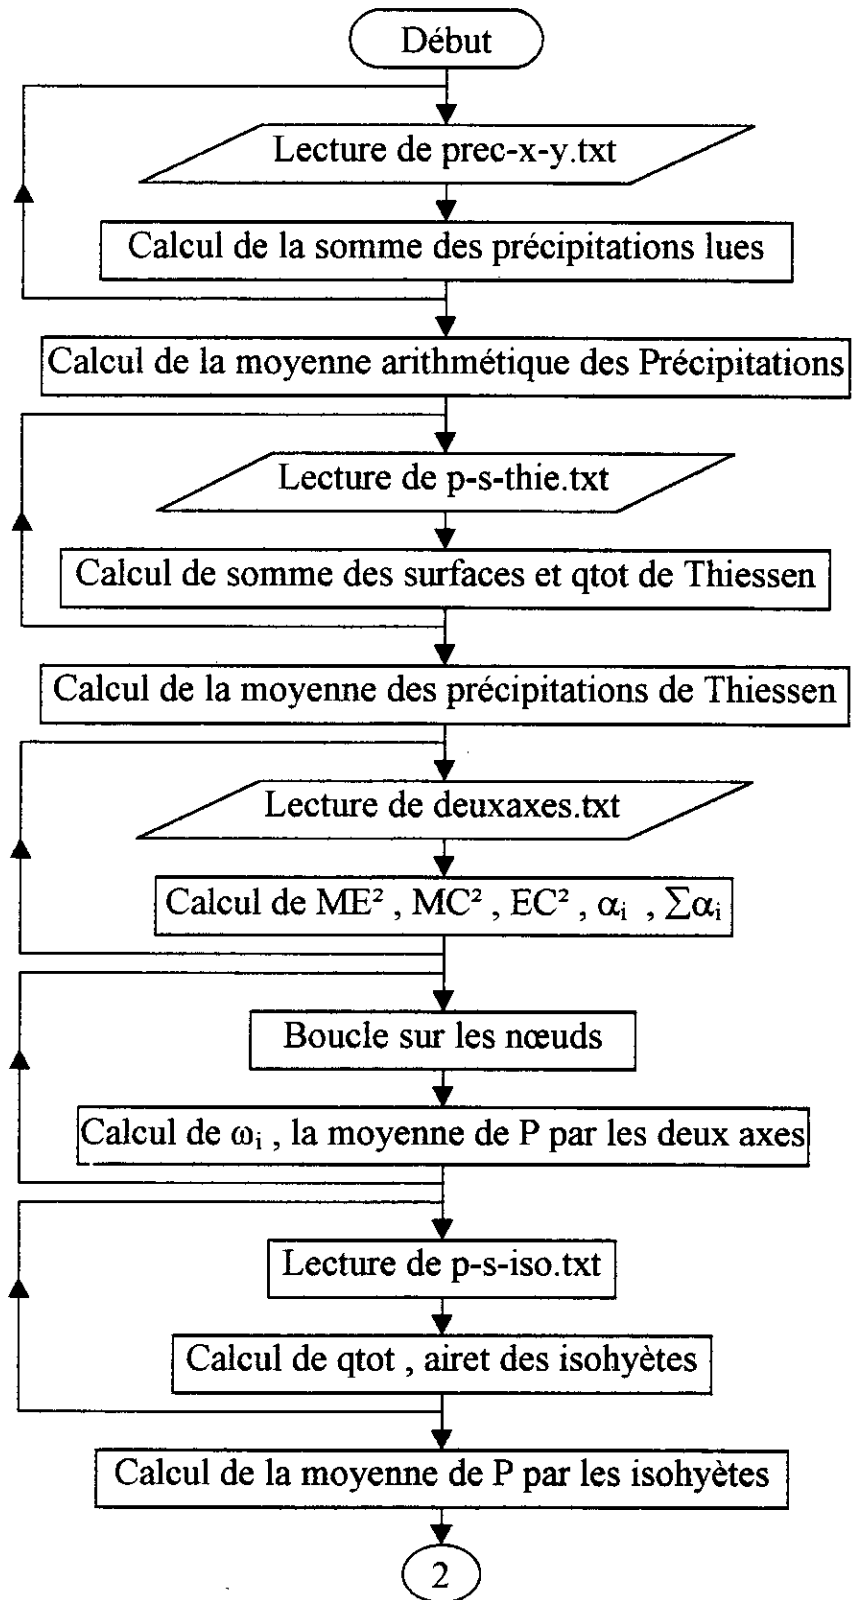 Début
Lecture de prec-x-y.txt
Calcul de la somme des précipitations lues
Calcul de la moyenne arithmétique des Précipitations
Lecture de p-s-thie.txt
Calcul de somme des surfaces et qtot de Thiessen
Calcul de la moyenne des précipitations de Thiessen
Lecture de deuxaxes.txt
Calcul de ME² , MC² , EC² , αᵢ , ∑αᵢ
Boucle sur les nœuds
Calcul de ωᵢ , la moyenne de P par les deux axes
Lecture de p-s-iso.txt
Calcul de qtot , airet des isohyètes
Calcul de la moyenne de P par les isohyètes
2